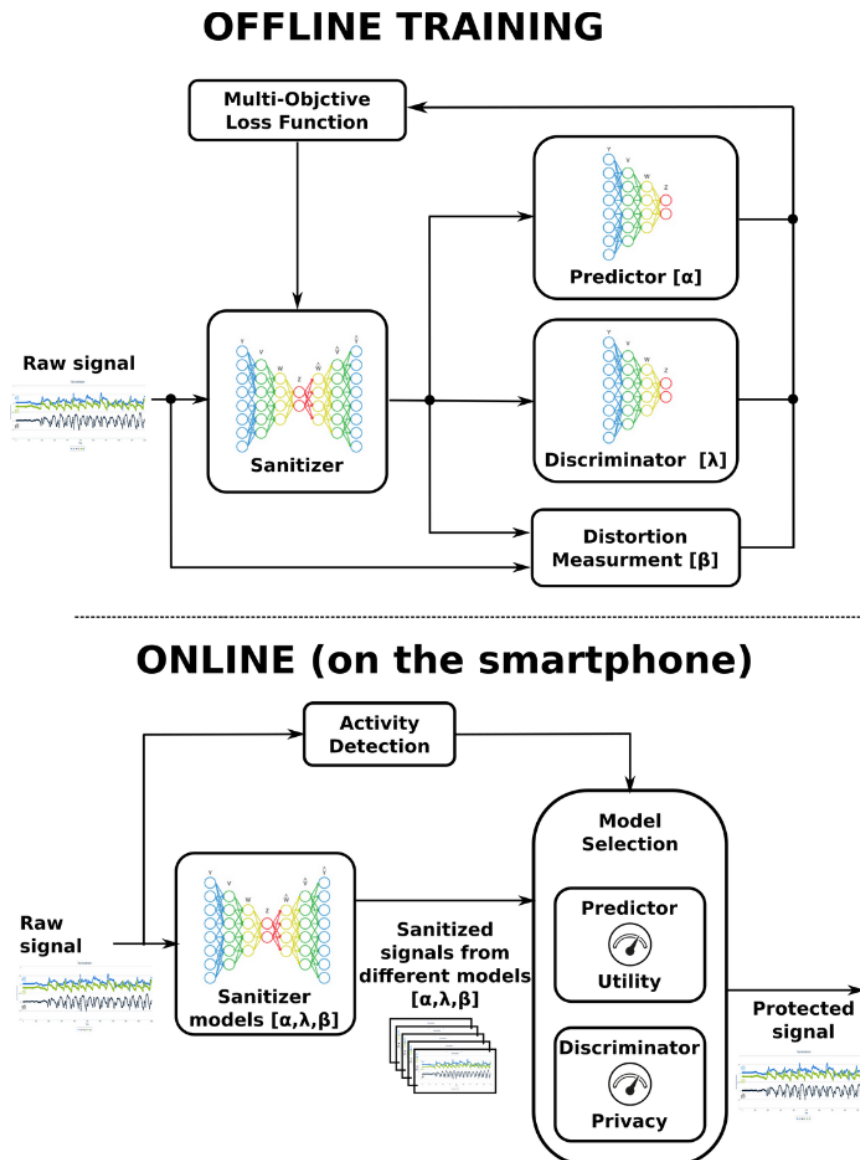 OFFLINE TRAINING
Multi-Objctive
Loss Function
Y
V
W
Z
Predictor [α]
Raw signal
Y
V
W
Z
Ŵ
V̂
Ŷ
Sanitizer
Y
V
W
Z
Discriminator [λ]
Distortion
Measurment [β]
ONLINE (on the smartphone)
Activity
Detection
Model
Selection
Raw
signal
Y
V
W
Z
Ŵ
V̂
Ŷ
Sanitizer
models [α,λ,β]
Sanitized
signals from
different models
[α,λ,β]
Predictor
Utility
Discriminator
Privacy
Protected
signal